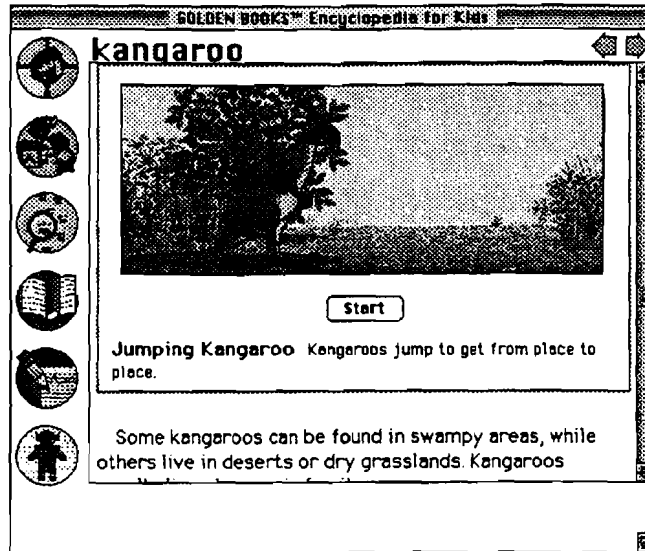 GOLDEN BOOKS™ Encyclopedia for Kids
kangaroo
Start
Jumping Kangaroo Kangaroos jump to get from place to
place.
Some kangaroos can be found in swampy areas, while
others live in deserts or dry grasslands. Kangaroos